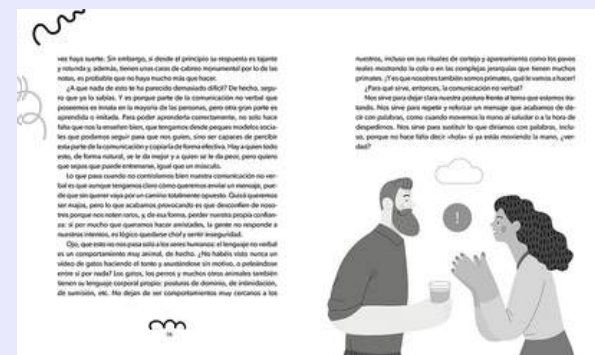 vez haya suerte. Sin embargo, si desde el principio su respuesta es tajante
y rotunda y, además, tienen unas caras de cabreo monumental por lo de las
notas, es probable que no haya mucho más que hacer.
¿A que nada de esto te ha parecido demasiado difícil? De hecho, segu-
ro que ya lo sabías. Y es porque parte de la comunicación no verbal que
poseemos es innata en la mayoría de las personas, pero otra gran parte es
aprendida o imitada. Para poder aprenderla correctamente, no solo hace
falta que nos la enseñen bien, que tengamos desde peques modelos socia-
les que podamos seguir para que nos guíen, sino ser capaces de percibir
esta parte de la comunicación y copiarla de forma efectiva. Hay a quien todo
esto, de forma natural, se le da mejor y a quien se le da peor, pero quiero
que sepas que puede entrenarse, igual que un músculo.
Lo que pasa cuando no controlamos bien nuestra comunicación no ver-
bal es que aunque tengamos claro cómo queremos enviar un mensaje, pue-
de que sin querer vaya por un camino totalmente opuesto. Quizá queremos
ser majos, pero lo que acabamos provocando es que desconfíen de noso-
tres porque nos noten raros, y, de esa forma, perder nuestra propia confian-
za: si por mucho que queramos hacer amistades, la gente no responde a
nuestros intentos, es lógico quedarse chof y sentir inseguridad.
Ojo, que esto no nos pasa solo a los seres humanos: el lenguaje no verbal
es un comportamiento muy animal, de hecho. ¿No habéis visto nunca un
vídeo de gatos haciendo el tonto y asustándose sin motivo, o peleándose
entre sí por nada? Los gatos, los perros y muchos otros animales también
tienen su lenguaje corporal propio: posturas de dominio, de intimidación,
de sumisión, etc. No dejan de ser comportamientos muy cercanos a los
nuestros, incluso en sus rituales de cortejo y apareamiento como los pavos
reales mostrando la cola o en las complejas jerarquías que tienen muchos
primates. ¡Y es que nosotres también somos primates, qué le vamos a hacer!
¿Para qué sirve, entonces, la comunicación no verbal?
Nos sirve para dejar clara nuestra postura frente al tema que estemos tra-
tando. Nos sirve para repetir y reforzar un mensaje que acabamos de de-
cir con palabras, como cuando movemos la mano al saludar o a la hora de
despedirnos. Nos sirve para sustituir lo que diríamos con palabras, inclu-
so, porque no hace falta decir «hola» si ya estás moviendo la mano, ¿ver-
dad?
!